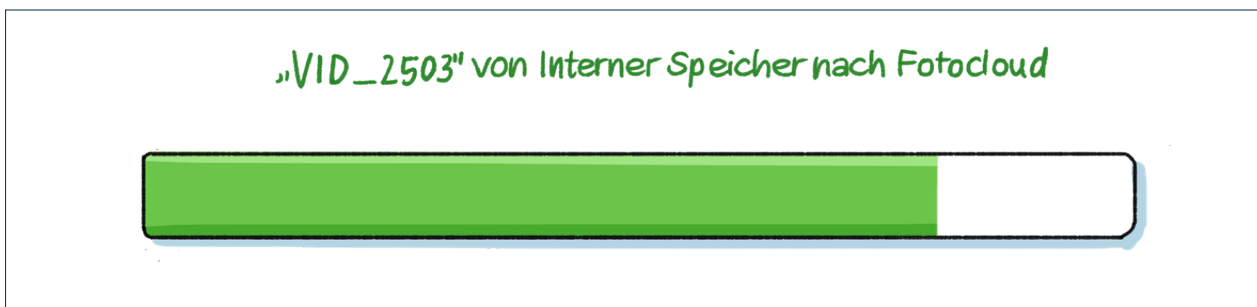 „VID_2503" von Interner Speicher nach Fotocloud